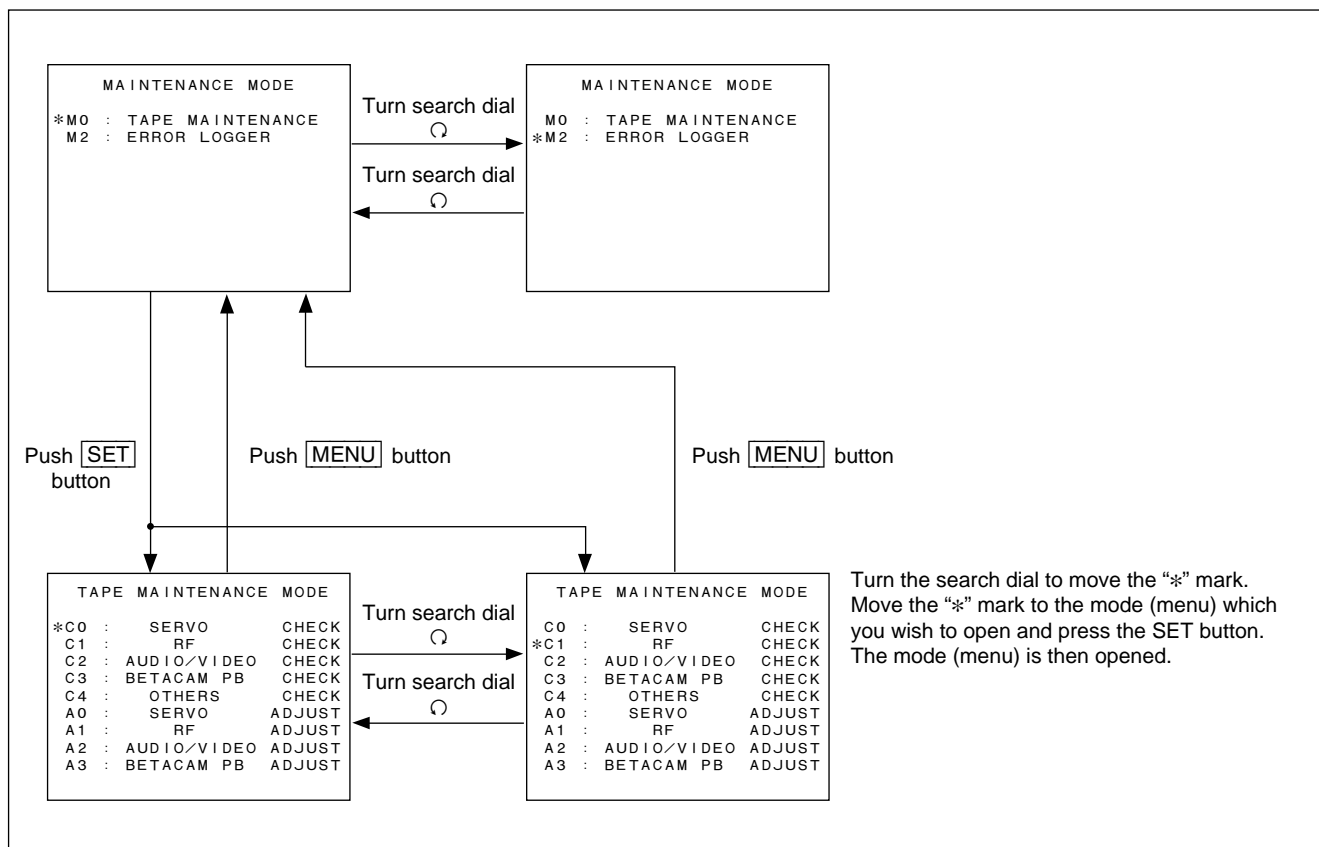 MAINTENANCE MODE
*M0 : TAPE MAINTENANCE
M2 : ERROR LOGGER
Turn search dial
Turn search dial
MAINTENANCE MODE
M0 : TAPE MAINTENANCE
*M2 : ERROR LOGGER
Push SET
button
Push MENU button
Push MENU button
TAPE MAINTENANCE MODE
*C0 : SERVO CHECK
C1 : RF CHECK
C2 : AUDIO/VIDEO CHECK
C3 : BETACAM PB CHECK
C4 : OTHERS CHECK
A0 : SERVO ADJUST
A1 : RF ADJUST
A2 : AUDIO/VIDEO ADJUST
A3 : BETACAM PB ADJUST
Turn search dial
Turn search dial
TAPE MAINTENANCE MODE
C0 : SERVO CHECK
*C1 : RF CHECK
C2 : AUDIO/VIDEO CHECK
C3 : BETACAM PB CHECK
C4 : OTHERS CHECK
A0 : SERVO ADJUST
A1 : RF ADJUST
A2 : AUDIO/VIDEO ADJUST
A3 : BETACAM PB ADJUST
Turn the search dial to move the “*” mark.
Move the “*” mark to the mode (menu) which
you wish to open and press the SET button.
The mode (menu) is then opened.